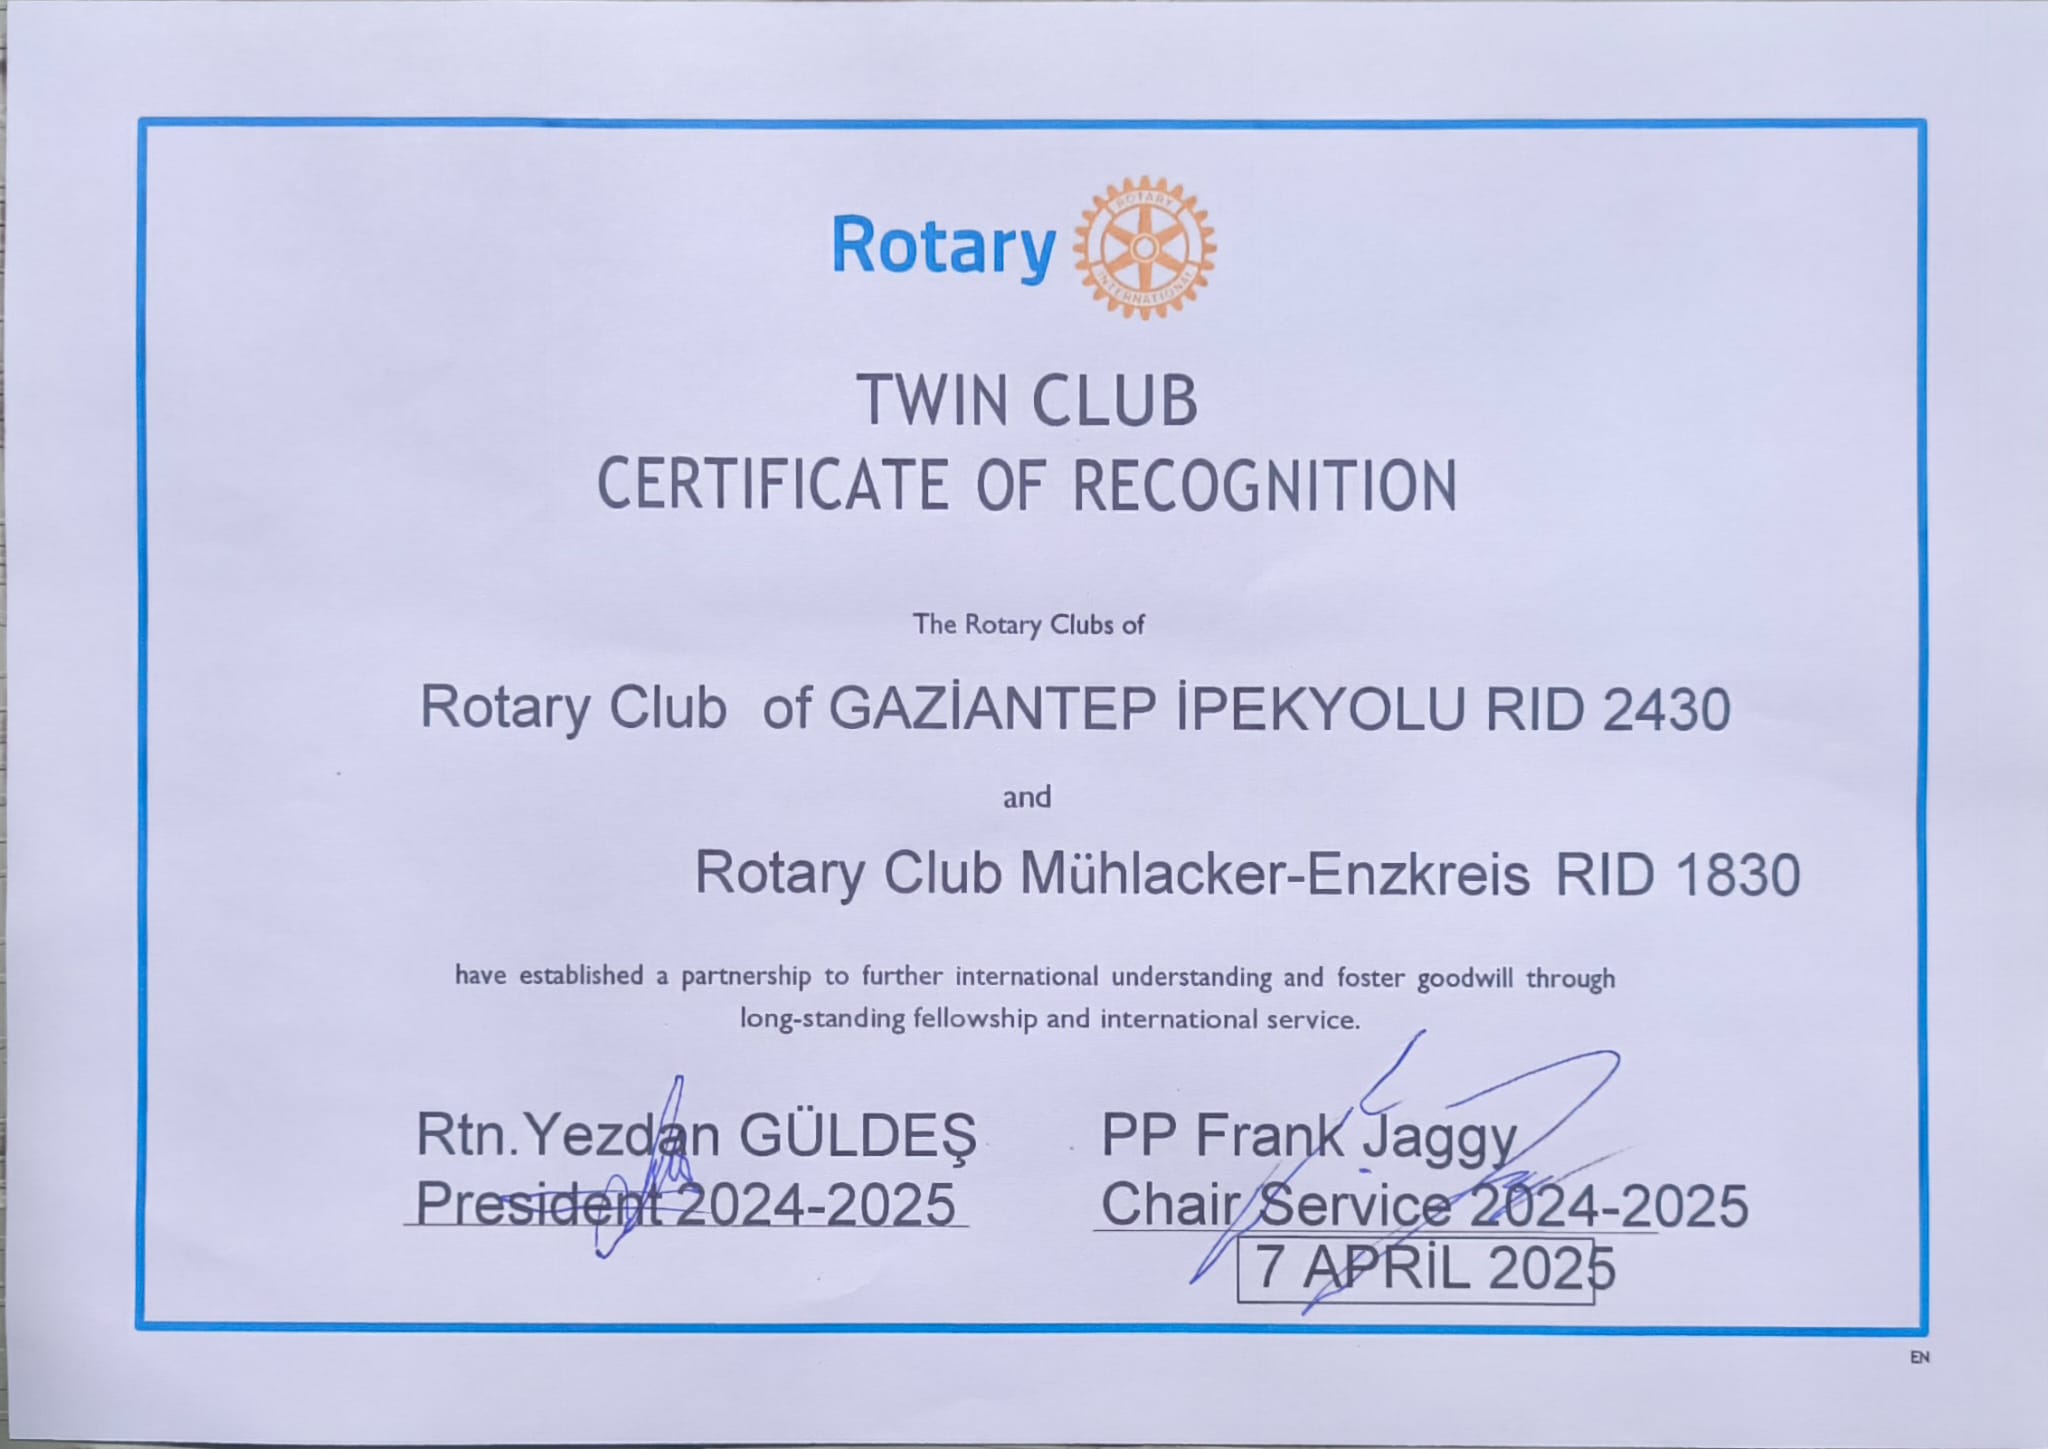 Rotary
ROTARY
INTERNATIONAL
TWIN CLUB
CERTIFICATE OF RECOGNITION
The Rotary Clubs of
Rotary Club of GAZİANTEP İPEKYOLU RID 2430
and
Rotary Club Mühlacker-Enzkreis RID 1830
have established a partnership to further international understanding and foster goodwill through
long-standing fellowship and international service.
Rtn.Yezdan GÜLDEŞ
President 2024-2025
PP Frank Jaggy
Chair Service 2024-2025
7 APRİL 2025
EN